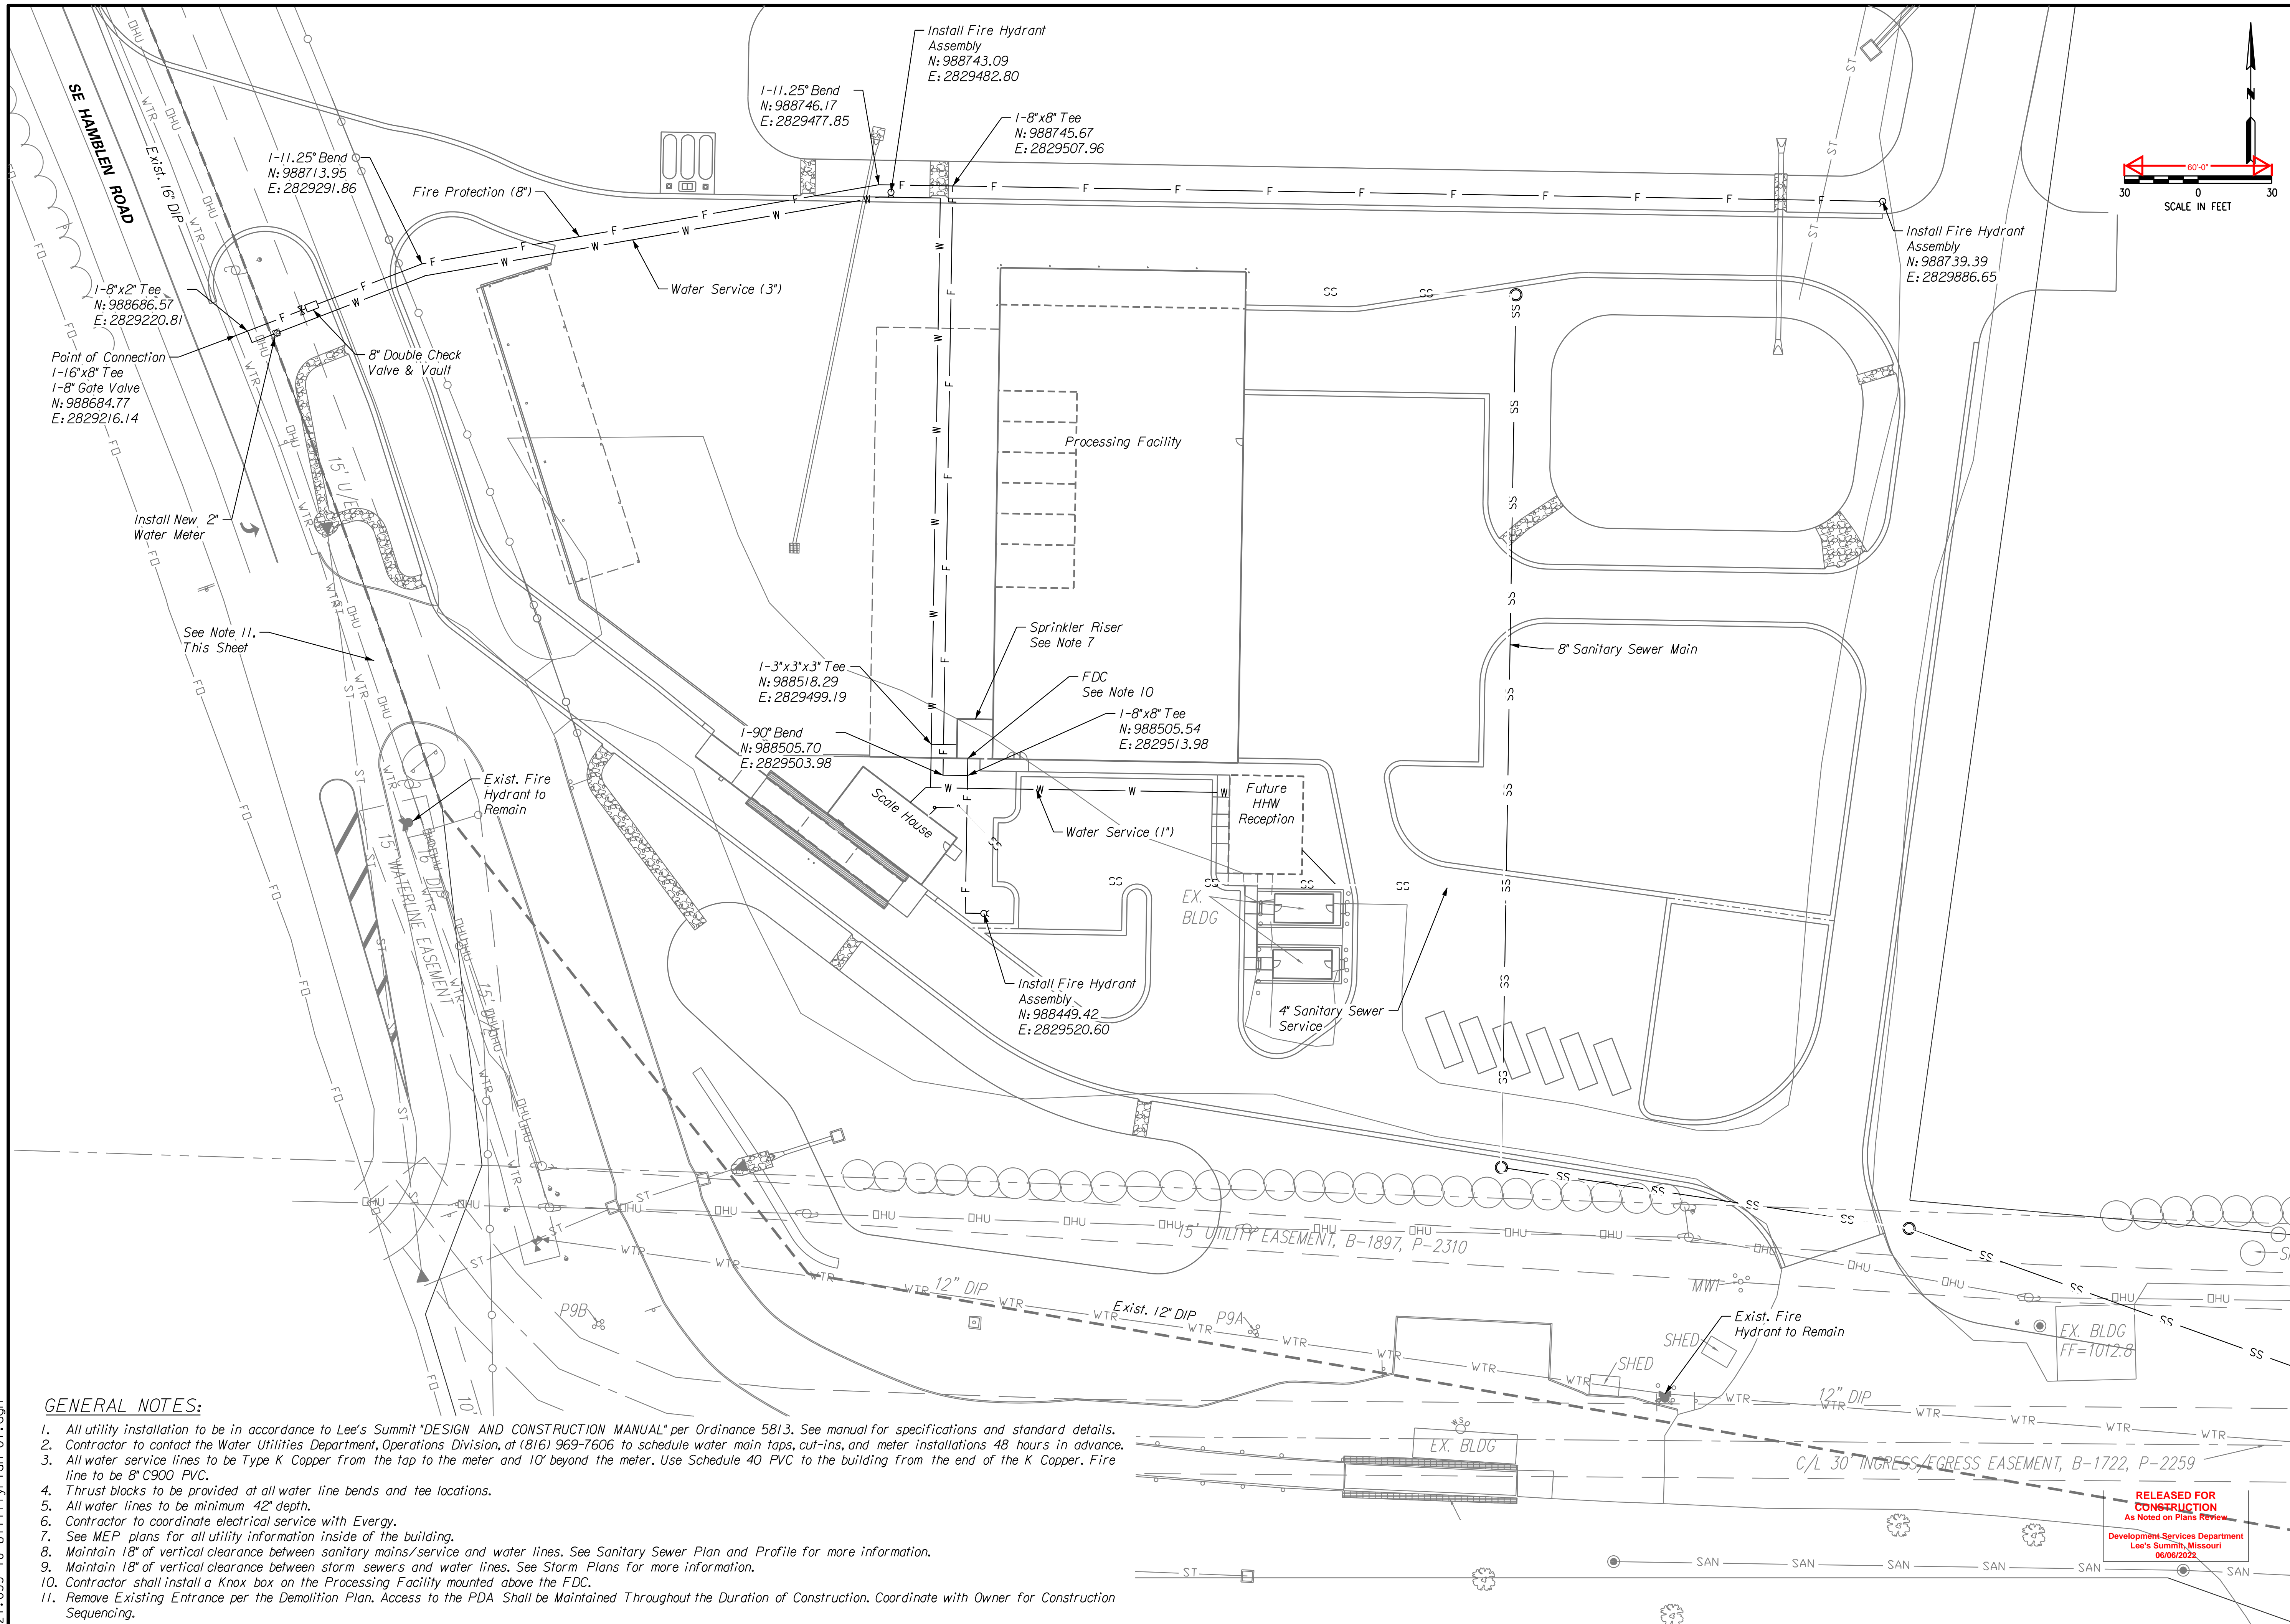 Install Fire Hydrant
Assembly
N: 988743.09
E: 2829482.80
1-11.25° Bend
N: 988746.17
E: 2829477.85
1-8"x8" Tee
N: 988745.67
E: 2829507.96
N
60'-0"
30 0 30
SCALE IN FEET
SE HAMBLEN ROAD
Exist. 16" DIP
1-11.25° Bend
N: 988713.95
E: 2829291.86
Fire Protection (8")
Water Service (3")
Install Fire Hydrant
Assembly
N: 988739.39
E: 2829886.65
1-8"x2" Tee
N: 988686.57
E: 2829220.81
Point of Connection
1-16"x8" Tee
1-8" Gate Valve
N: 988684.77
E: 2829216.14
8" Double Check
Valve & Vault
Processing Facility
15' U/E
Install New 2"
Water Meter
See Note 11,
This Sheet
Sprinkler Riser
See Note 7
8" Sanitary Sewer Main
1-3"x3"x3" Tee
N: 988518.29
E: 2829499.19
FDC
See Note 10
1-8"x8" Tee
N: 988505.54
E: 2829513.98
1-90° Bend
N: 988505.70
E: 2829503.98
Exist. Fire
Hydrant to
Remain
Scale House
Future
HHW
Reception
Water Service (1")
16" DIP
15' WATERLINE EASEMENT
15' U/E
EX.
BLDG
Install Fire Hydrant
Assembly
N: 988449.42
E: 2829520.60
4" Sanitary Sewer
Service
15' UTILITY EASEMENT, B-1897, P-2310
12" DIP
Exist. 12" DIP
P9B
P9A
MW1
SHED
SHED
Exist. Fire
Hydrant to Remain
EX. BLDG
FF=1012.8
12" DIP
10'
EX. BLDG
C/L 30' INGRESS/EGRESS EASEMENT, B-1722, P-2259
RELEASED FOR
CONSTRUCTION
As Noted on Plans Review
Development Services Department
Lee's Summit, Missouri
06/06/2022
GENERAL NOTES:
1. All utility installation to be in accordance to Lee's Summit "DESIGN AND CONSTRUCTION MANUAL" per Ordinance 5813. See manual for specifications and standard details.
2. Contractor to contact the Water Utilities Department, Operations Division, at (816) 969-7606 to schedule water main taps, cut-ins, and meter installations 48 hours in advance.
3. All water service lines to be Type K Copper from the tap to the meter and 10' beyond the meter. Use Schedule 40 PVC to the building from the end of the K Copper. Fire
line to be 8" C900 PVC.
4. Thrust blocks to be provided at all water line bends and tee locations.
5. All water lines to be minimum 42" depth.
6. Contractor to coordinate electrical service with Evergy.
7. See MEP plans for all utility information inside of the building.
8. Maintain 18" of vertical clearance between sanitary mains/service and water lines. See Sanitary Sewer Plan and Profile for more information.
9. Maintain 18" of vertical clearance between storm sewers and water lines. See Storm Plans for more information.
10. Contractor shall install a Knox box on the Processing Facility mounted above the FDC.
11. Remove Existing Entrance per the Demolition Plan. Access to the PDA Shall be Maintained Throughout the Duration of Construction. Coordinate with Owner for Construction
Sequencing.